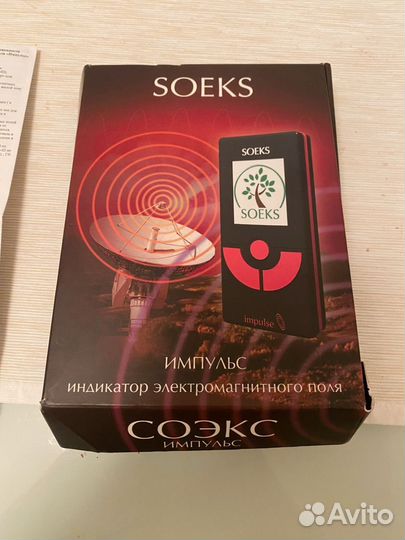 SOEKS
SOEKS
SOEKS
impulse
ИМПУЛЬС
индикатор электромагнитного поля
СОЭКС
ИМПУЛЬС
Avito